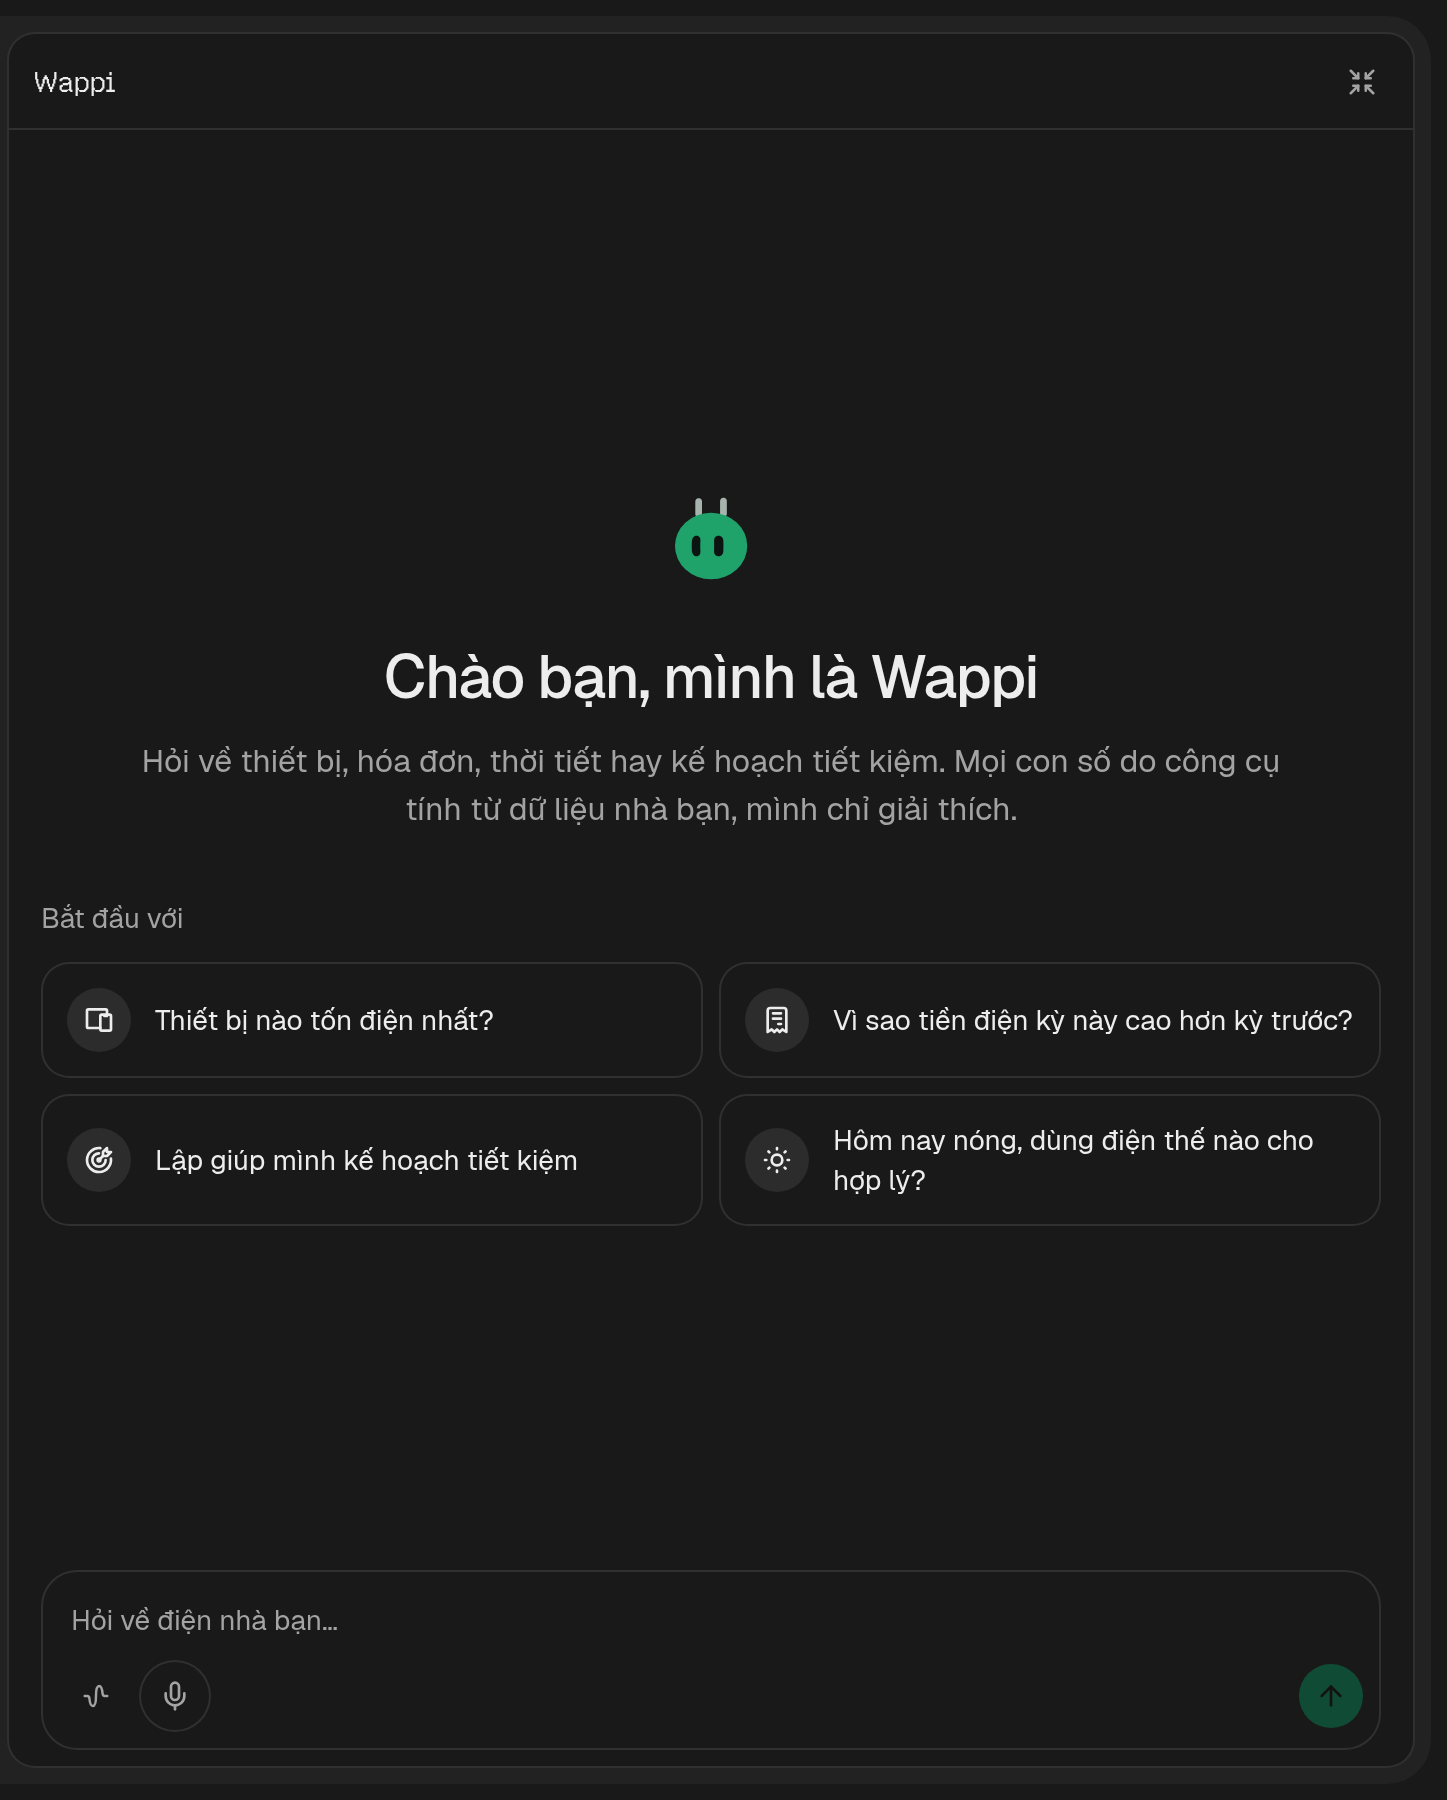 Wappi
Chào bạn, mình là Wappi
Hỏi về thiết bị, hóa đơn, thời tiết hay kế hoạch tiết kiệm. Mọi con số do công cụ
tính từ dữ liệu nhà bạn, mình chỉ giải thích.
Bắt đầu với
Thiết bị nào tốn điện nhất?
Vì sao tiền điện kỳ này cao hơn kỳ trước?
Lập giúp mình kế hoạch tiết kiệm
Hôm nay nóng, dùng điện thế nào cho
hợp lý?
Hỏi về điện nhà bạn...